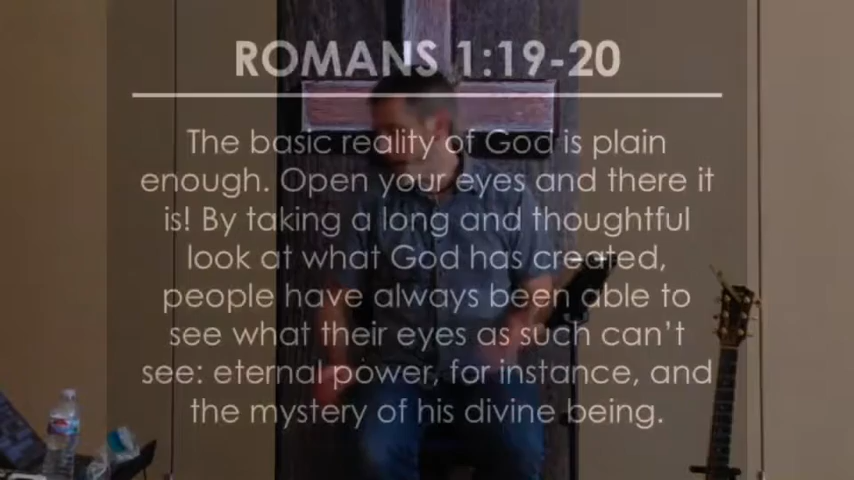 ROMANS 1:19-20
The basic reality of God is plain
enough. Open your eyes and there it
is! By taking a long and thoughtful
look at what God has created,
people have always been able to
see what their eyes as such can't
see: eternal power, for instance, and
the mystery of his divine being.